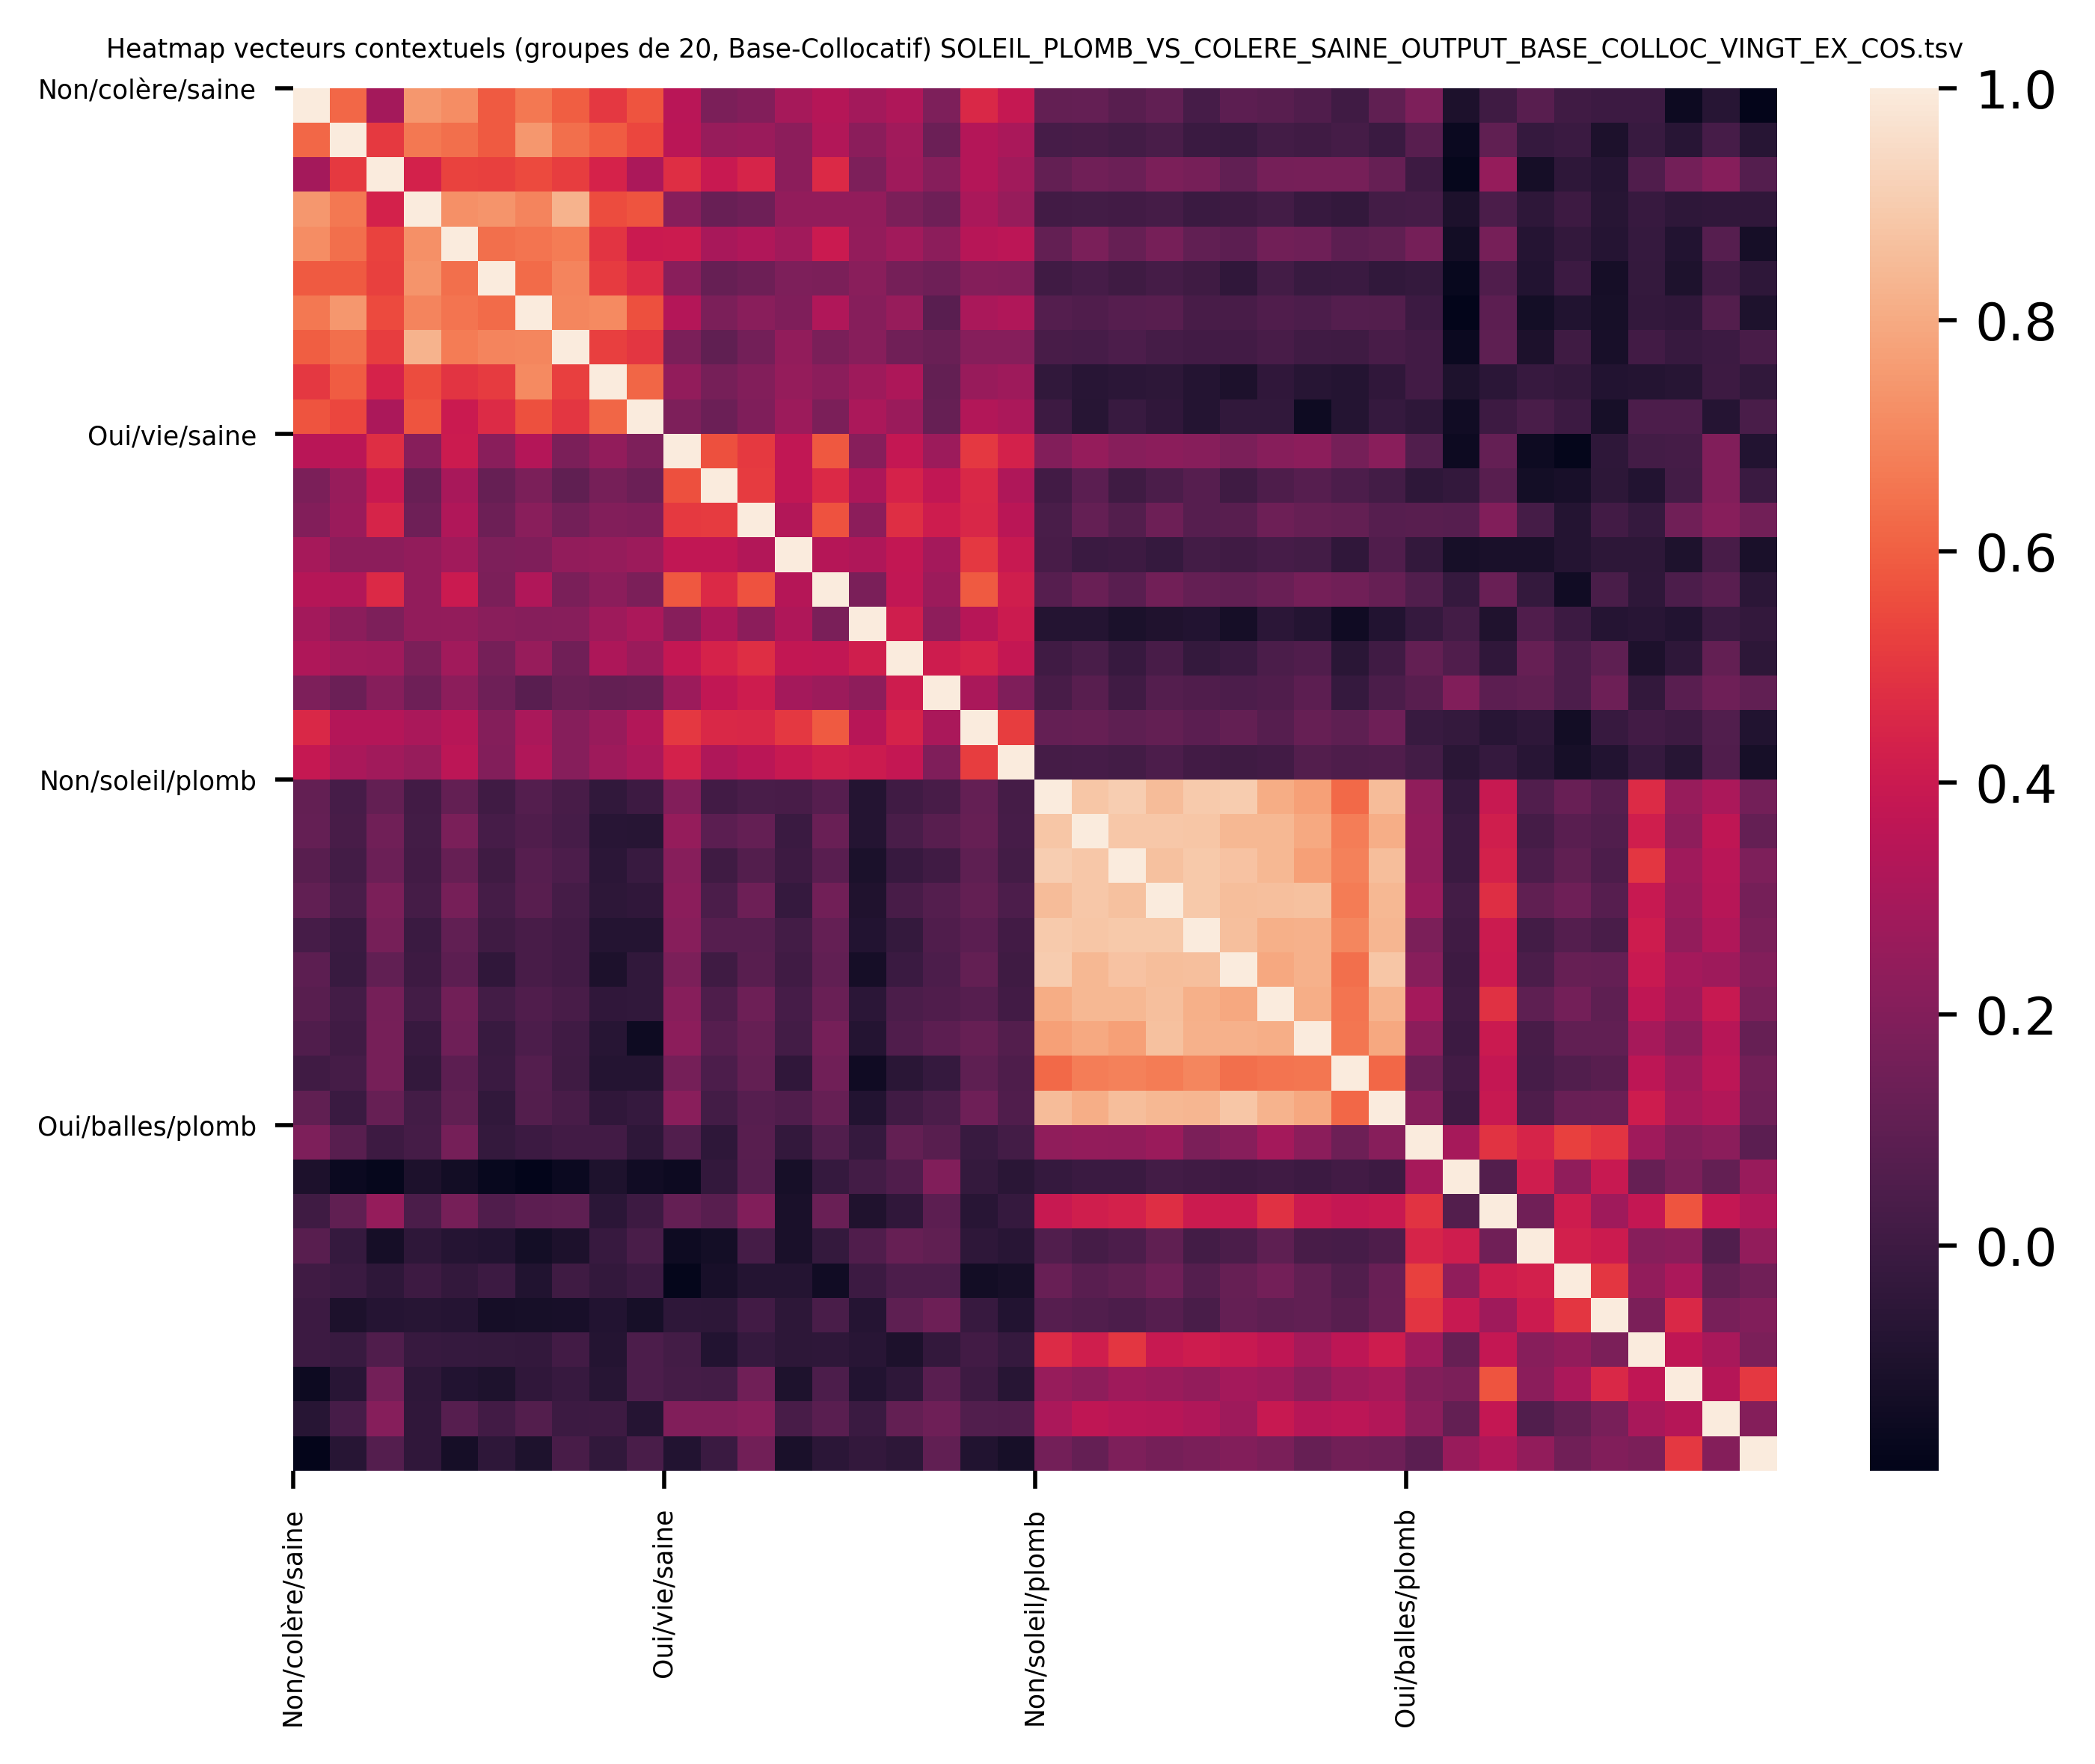 Heatmap vecteurs contextuels (groupes de 20, Base-Collocatif) SOLEIL_PLOMB_VS_COLERE_SAINE_OUTPUT_BASE_COLLOC_VINGT_EX_COS.tsv
Non/colère/saine
Oui/vie/saine
Non/soleil/plomb
Oui/balles/plomb
1.0
0.8
0.6
0.4
0.2
0.0
Non/colère/saine
Oui/vie/saine
Non/soleil/plomb
Oui/balles/plomb